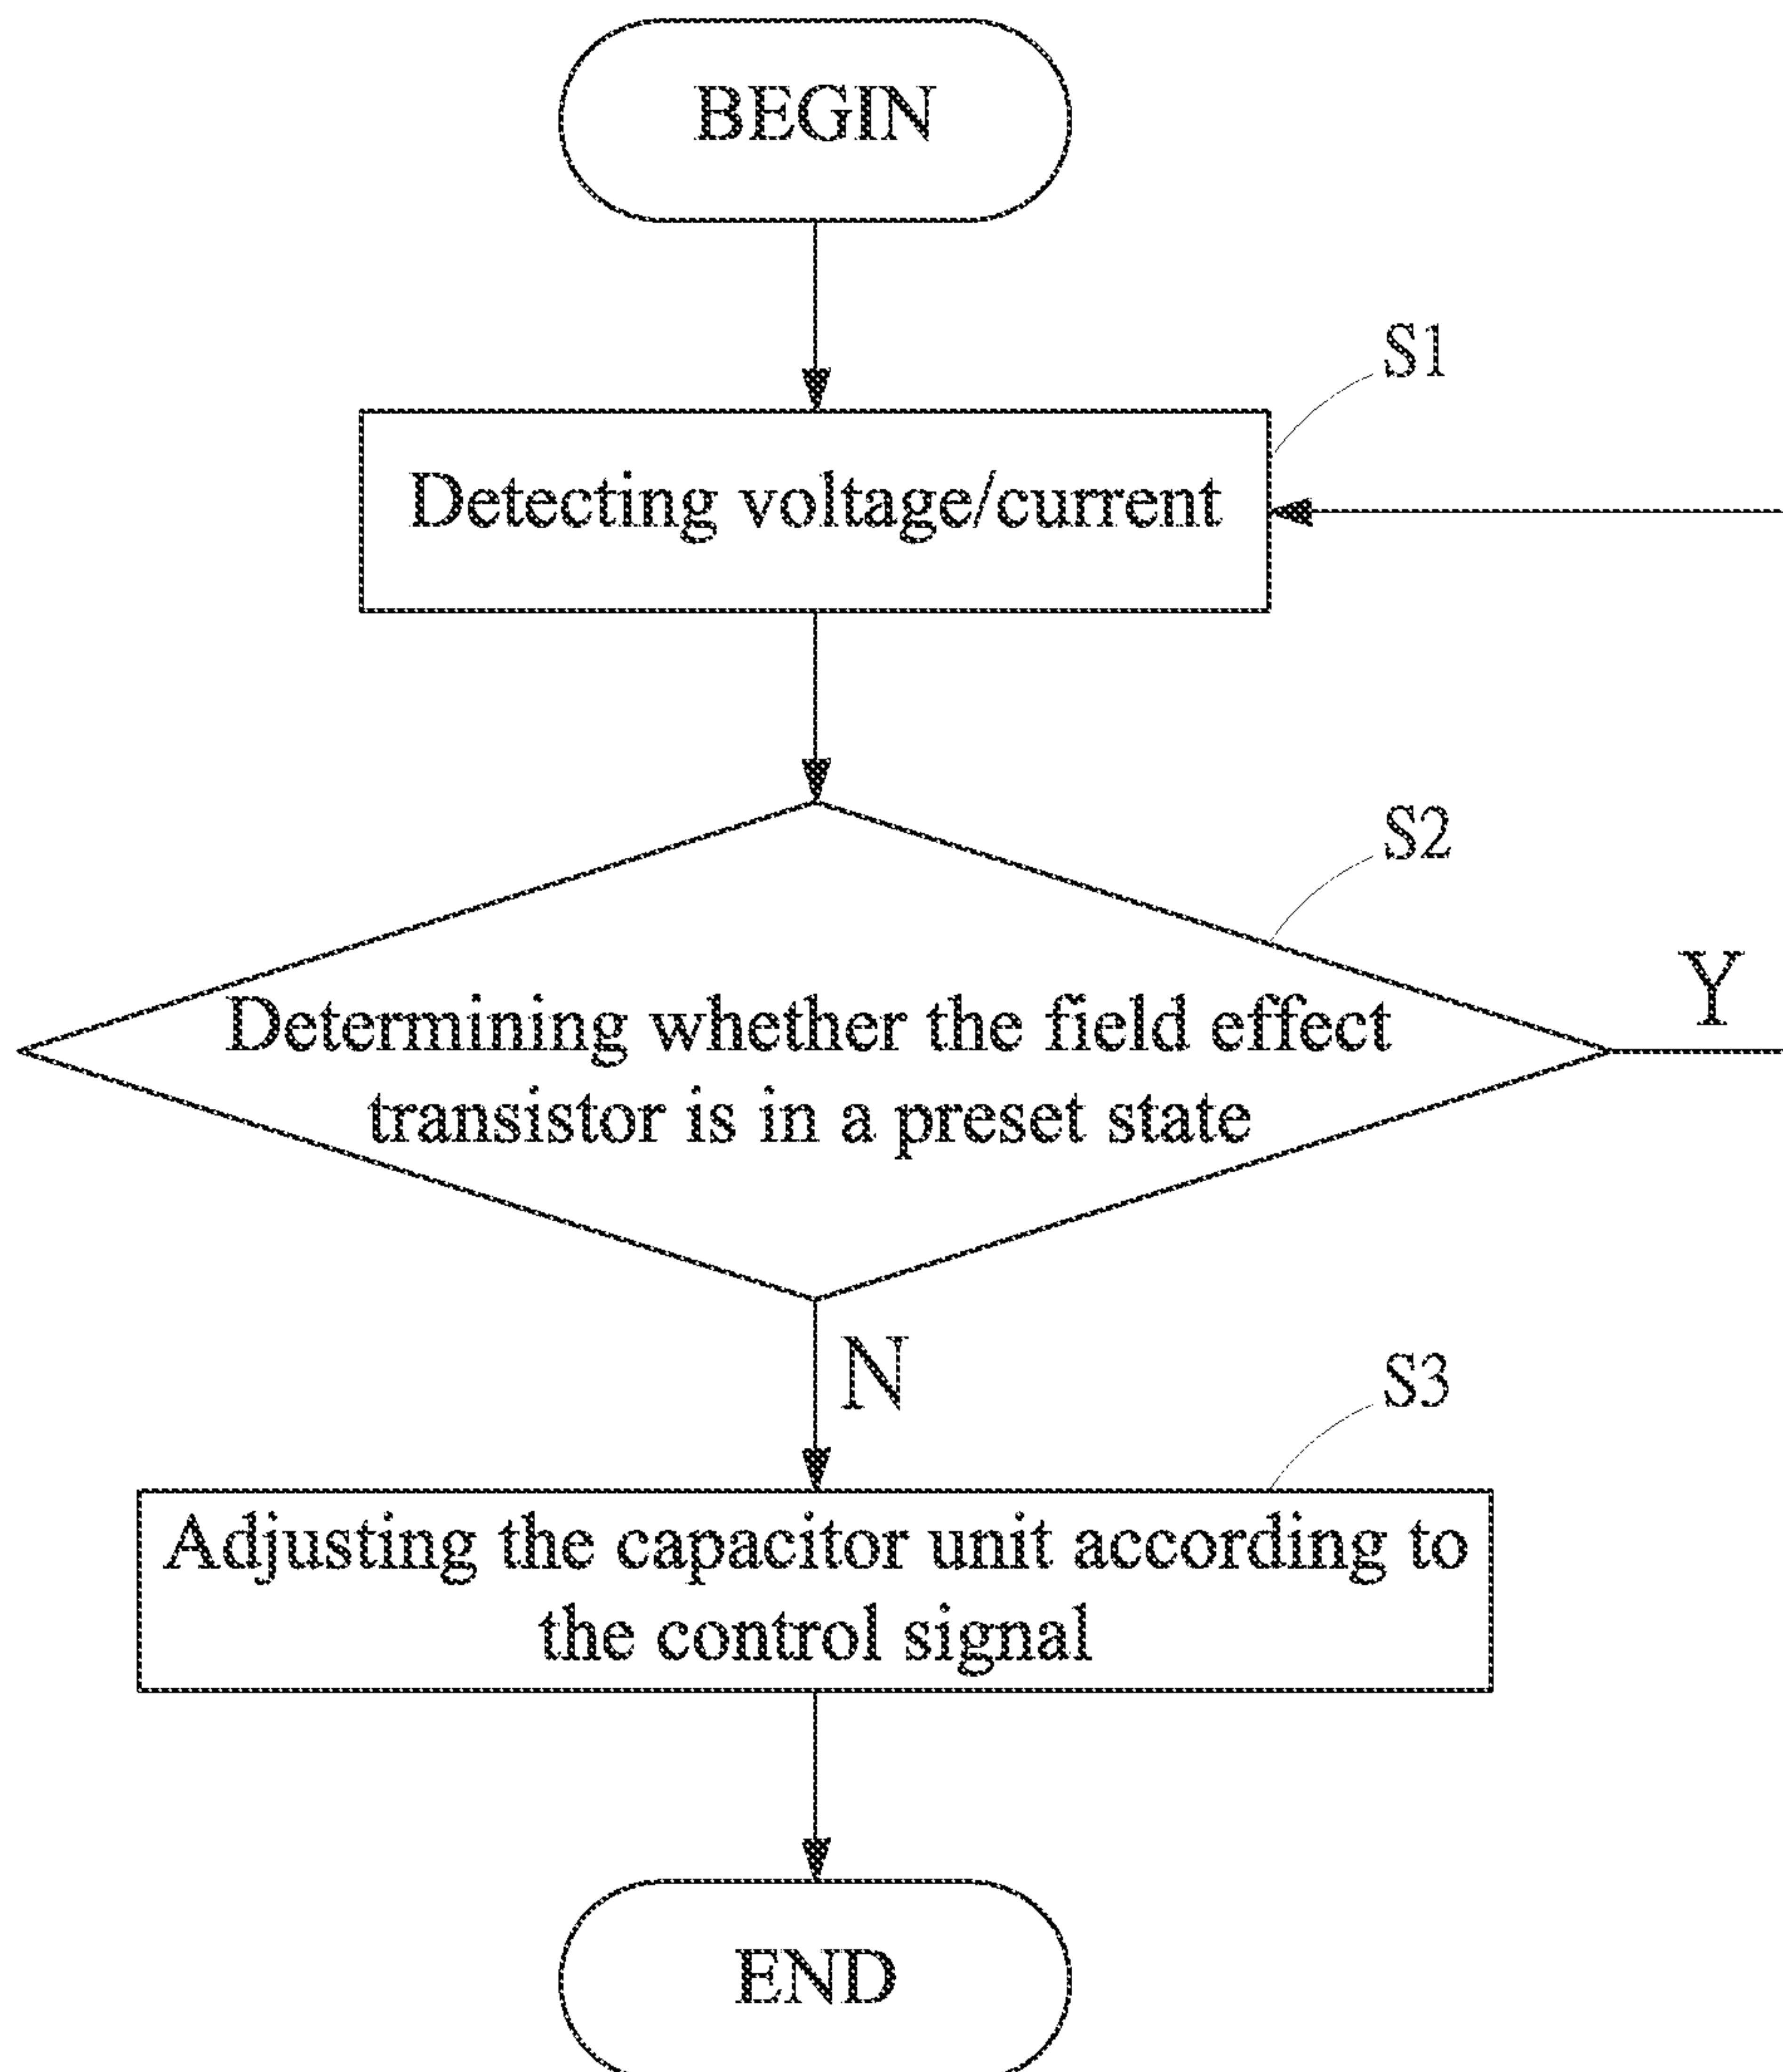 BEGIN
S1
Detecting voltage/current
S2
Y
Determining whether the field effect
transistor is in a preset state
N
S3
Adjusting the capacitor unit according to
the control signal
END